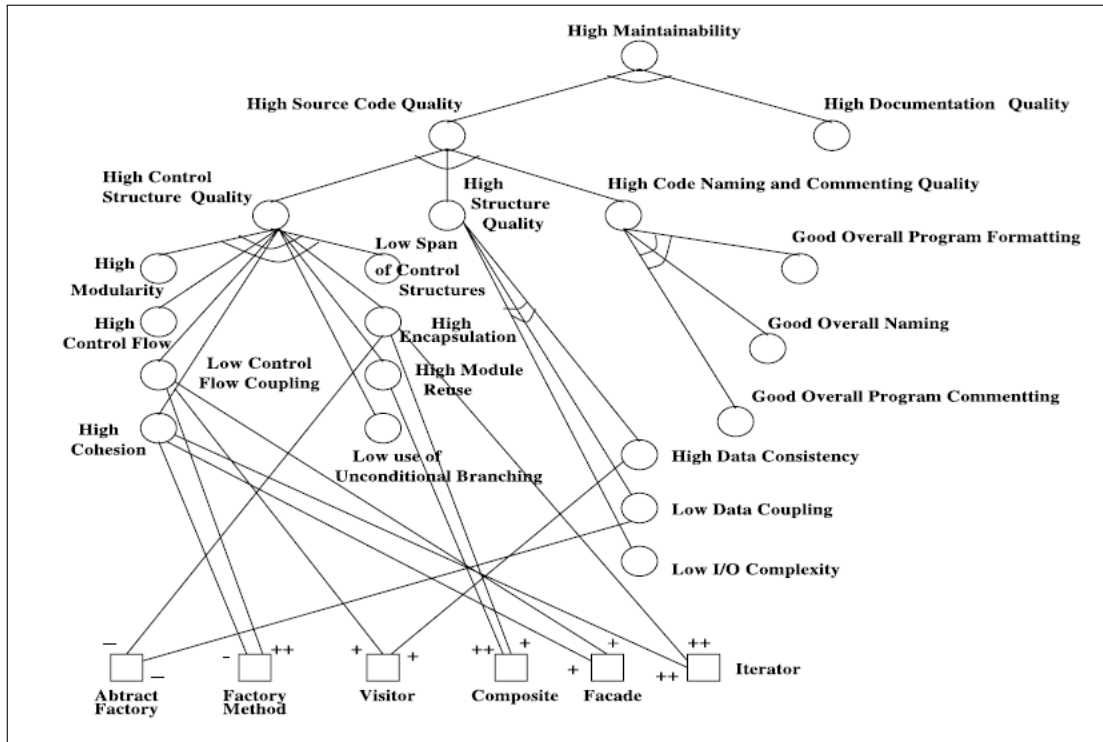 High Maintainability
High Source Code Quality
High Documentation Quality
High Control
Structure Quality
High
Structure
Quality
High Code Naming and Commenting Quality
High
Modularity
Low Span
of Control
Structures
Good Overall Program Formatting
High
Control Flow
High
Encapsulation
Good Overall Naming
Low Control
Flow Coupling
High Module
Reuse
Good Overall Program Commentting
High
Cohesion
Low use of
Unconditional Branching
High Data Consistency
Low Data Coupling
Low I/O Complexity
— — - ++ + + ++ + + + ++ ++
Abtract
Factory
Factory
Method
Visitor
Composite
Facade
Iterator